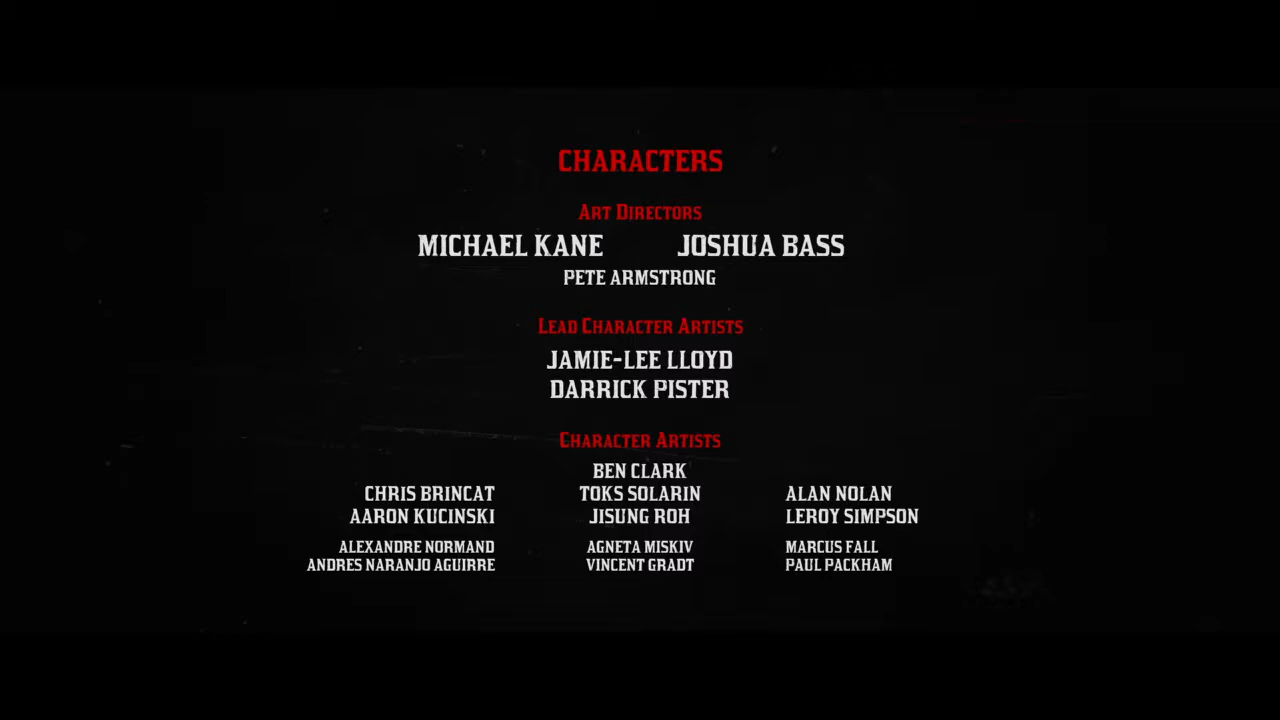 CHARACTERS
ART DIRECTORS
MICHAEL KANE JOSHUA BASS
PETE ARMSTRONG
LEAD CHARACTER ARTISTS
JAMIE-LEE LLOYD
DARRICK PISTER
CHARACTER ARTISTS
BEN CLARK
CHRIS BRINCAT TOKS SOLARIN ALAN NOLAN
AARON KUCINSKI JISUNG ROH LEROY SIMPSON
ALEXANDRE NORMAND AGNETA MISKIV MARCUS FALL
ANDRES NARANJO AGUIRRE VINCENT GRADT PAUL PACKHAM